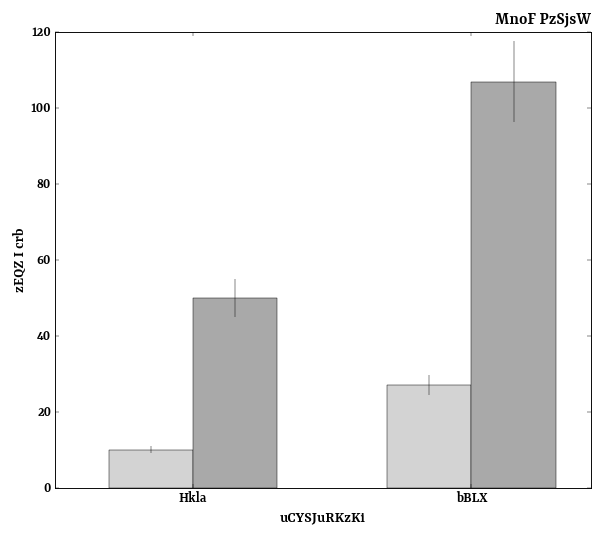 MnoF PzSjsW
120
100
80
60
40
20
0
zEQZ I crb
Hkla bBLX
uCYSJuRKzKi